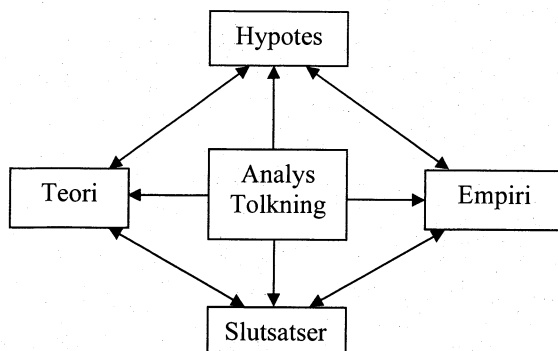 Hypotes
Teori
Analys
Tolkning
Empiri
Slutsatser